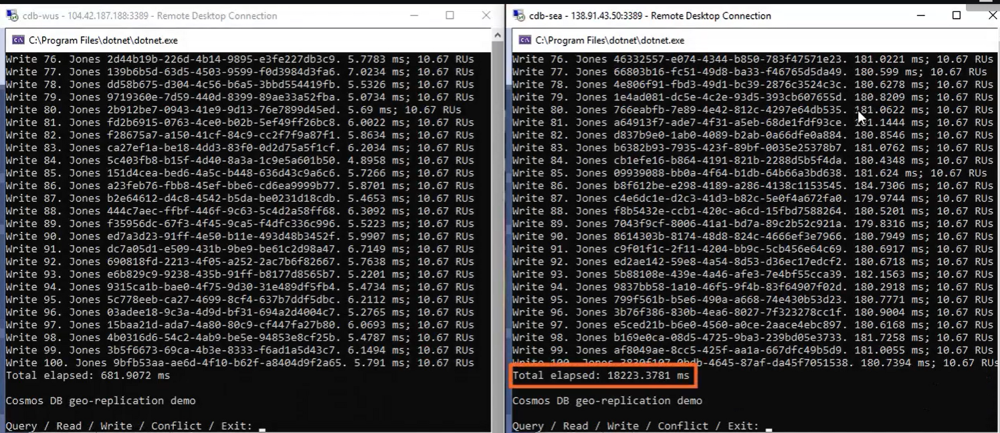 cdb-wus - 104.42.187.188:3389 - Remote Desktop Connection
C:\Program Files\dotnet\dotnet.exe
Write 76. Jones 2d44b19b-226d-4b14-9895-e3fe227db3c9. 5.7783 ms; 10.67 RUs
Write 77. Jones 139b6b5d-63d5-4503-9599-f0d3984d3fa6. 7.0234 ms; 10.67 RUs
Write 78. Jones dd58b675-d304-4c56-b6a5-3bbd554419fb. 5.5326 ms; 10.67 RUs
Write 79. Jones 9719360e-7d59-440d-8399-89ae33a52fba. 5.0734 ms; 10.67 RUs
Write 80. Jones 2b912be7-0943-41e9-9d13-76e7899d45ed. 5.69 ms; 10.67 RUs
Write 81. Jones fd2b6915-0763-4ce0-b02b-5ef49ff26bc8. 6.0022 ms; 10.67 RUs
Write 82. Jones f28675a7-a150-41cf-84c9-cc2f7f9a87f1. 5.8634 ms; 10.67 RUs
Write 83. Jones ca27ef1a-be18-4dd3-83f0-0d2d75a5f1cf. 6.2034 ms; 10.67 RUs
Write 84. Jones 5c403fb8-b15f-4d40-8a3a-1c9e5a601b50. 4.8958 ms; 10.67 RUs
Write 85. Jones 151d4cea-bed6-4a5c-b448-636d43c9a6c6. 5.7266 ms; 10.67 RUs
Write 86. Jones a23feb76-fbb8-45ef-bbe6-cd6ea9999b77. 5.8701 ms; 10.67 RUs
Write 87. Jones b2e64612-d4c8-4542-b5da-be0231d18cdb. 5.4653 ms; 10.67 RUs
Write 88. Jones 444c7aec-ffbf-446f-9c63-5c4d2a58ff68. 6.3092 ms; 10.67 RUs
Write 89. Jones f35956dc-67f3-4f45-9ca5-f4dfc336c996. 5.5223 ms; 10.67 RUs
Write 90. Jones ed7a3d23-91ff-4e50-b11e-493d48b3452f. 5.9907 ms; 10.67 RUs
Write 91. Jones dc7a05d1-e509-431b-9be9-be61c2d98a47. 6.7149 ms; 10.67 RUs
Write 92. Jones 690818fd-2213-4f05-a252-2ac7b6f82667. 5.7638 ms; 10.67 RUs
Write 93. Jones e6b829c9-9238-435b-91ff-b8177d8565b7. 5.2201 ms; 10.67 RUs
Write 94. Jones 9315ca1b-bae0-4f75-9d30-31e489df5fb4. 5.4734 ms; 10.67 RUs
Write 95. Jones 5c778eeb-ca27-4699-8cf4-637b7ddf5dbc. 6.2112 ms; 10.67 RUs
Write 96. Jones 03adee18-9c3a-4d9d-bf31-694a2d4004c7. 5.2765 ms; 10.67 RUs
Write 97. Jones 15baa21d-ada7-4a80-80c9-cf447fa27b80. 6.0693 ms; 10.67 RUs
Write 98. Jones 4b0316d6-54c2-4ab9-be5e-94853e8cf25b. 5.4787 ms; 10.67 RUs
Write 99. Jones 3b5f6673-69ca-4b3e-8333-f6ad1a5d43c7. 6.1494 ms; 10.67 RUs
Write 100. Jones 9bfb53aa-ae6d-4f10-b62f-a8404d9f2a65. 5.791 ms; 10.67 RUs
Total elapsed: 681.9072 ms
Cosmos DB geo-replication demo
Query / Read / Write / Conflict / Exit: _
cdb-sea - 138.91.43.50:3389 - Remote Desktop Connection
C:\Program Files\dotnet\dotnet.exe
Write 76. Jones 46332557-e074-4344-b850-783f47571e23. 181.0221 ms; 10.67 RUs
Write 77. Jones 66803b16-fc51-49d8-ba33-f46765d5da49. 180.599 ms; 10.67 RUs
Write 78. Jones 4e806f91-fbd3-49d1-bc39-2876c3524c3c. 180.6278 ms; 10.67 RUs
Write 79. Jones 1e4ad081-dc5e-4c2e-93d5-393cb607655d. 180.8209 ms; 10.67 RUs
Write 80. Jones 766eabfb-7e89-4e42-812c-4297e64db535. 181.0622 ms; 10.67 RUs
Write 81. Jones a64913f7-ade7-4f31-a5eb-68de1fdf93ce. 181.1444 ms; 10.67 RUs
Write 82. Jones d837b9e0-1ab0-4089-b2ab-0a66dfe0a884. 180.8546 ms; 10.67 RUs
Write 83. Jones b6382b93-7935-423f-89bf-0035e25378b7. 181.0762 ms; 10.67 RUs
Write 84. Jones cb1efe16-b864-4191-821b-2288d5b5f4da. 180.4348 ms; 10.67 RUs
Write 85. Jones 09939088-bb0a-4f64-b1db-64b66a3bd638. 181.624 ms; 10.67 RUs
Write 86. Jones b8f612be-e298-4189-a286-4138c1153545. 184.7306 ms; 10.67 RUs
Write 87. Jones c4e6dc1e-d2c3-41d3-b82c-5e0f4a672fa0. 179.9744 ms; 10.67 RUs
Write 88. Jones f8b5432e-ccb1-420c-a6cd-15fbd7588264. 180.5201 ms; 10.67 RUs
Write 89. Jones 7043f9cf-8006-41a1-bd7a-89c2b52c921a. 179.8316 ms; 10.67 RUs
Write 90. Jones 8614303b-8174-48d8-824c-4666ef3e7966. 180.7949 ms; 10.67 RUs
Write 91. Jones c9f01f1c-2f11-4204-bb9c-5cb456e64c69. 180.6917 ms; 10.67 RUs
Write 92. Jones ed2ae142-59e8-4a54-8d53-d36ec17edcf2. 180.6718 ms; 10.67 RUs
Write 93. Jones 5b88108e-439e-4a46-afe3-7e4bf55cca39. 182.1563 ms; 10.67 RUs
Write 94. Jones 9837bb58-1a10-46f5-9f4b-83f64907f02d. 180.2918 ms; 10.67 RUs
Write 95. Jones 799f561b-b5e6-490a-a668-74e430b53d23. 180.7771 ms; 10.67 RUs
Write 96. Jones 3b76f386-830b-4ea6-8027-7f323278cc1f. 180.9004 ms; 10.67 RUs
Write 97. Jones e5ced21b-b6e0-4560-a0ce-2aace4ebc897. 180.6168 ms; 10.67 RUs
Write 98. Jones b169e0ca-08d5-4725-9ba3-239bd05e3733. 181.7258 ms; 10.67 RUs
Write 99. Jones af8049ae-8cc5-425f-aa1a-667dfc49b5d9. 181.0055 ms; 10.67 RUs
Write 100. Jones 3830f107-0bdb-4645-87af-da45f7051538. 180.7394 ms; 10.67 RUs
Total elapsed: 18223.3781 ms
Cosmos DB geo-replication demo
Query / Read / Write / Conflict / Exit: _